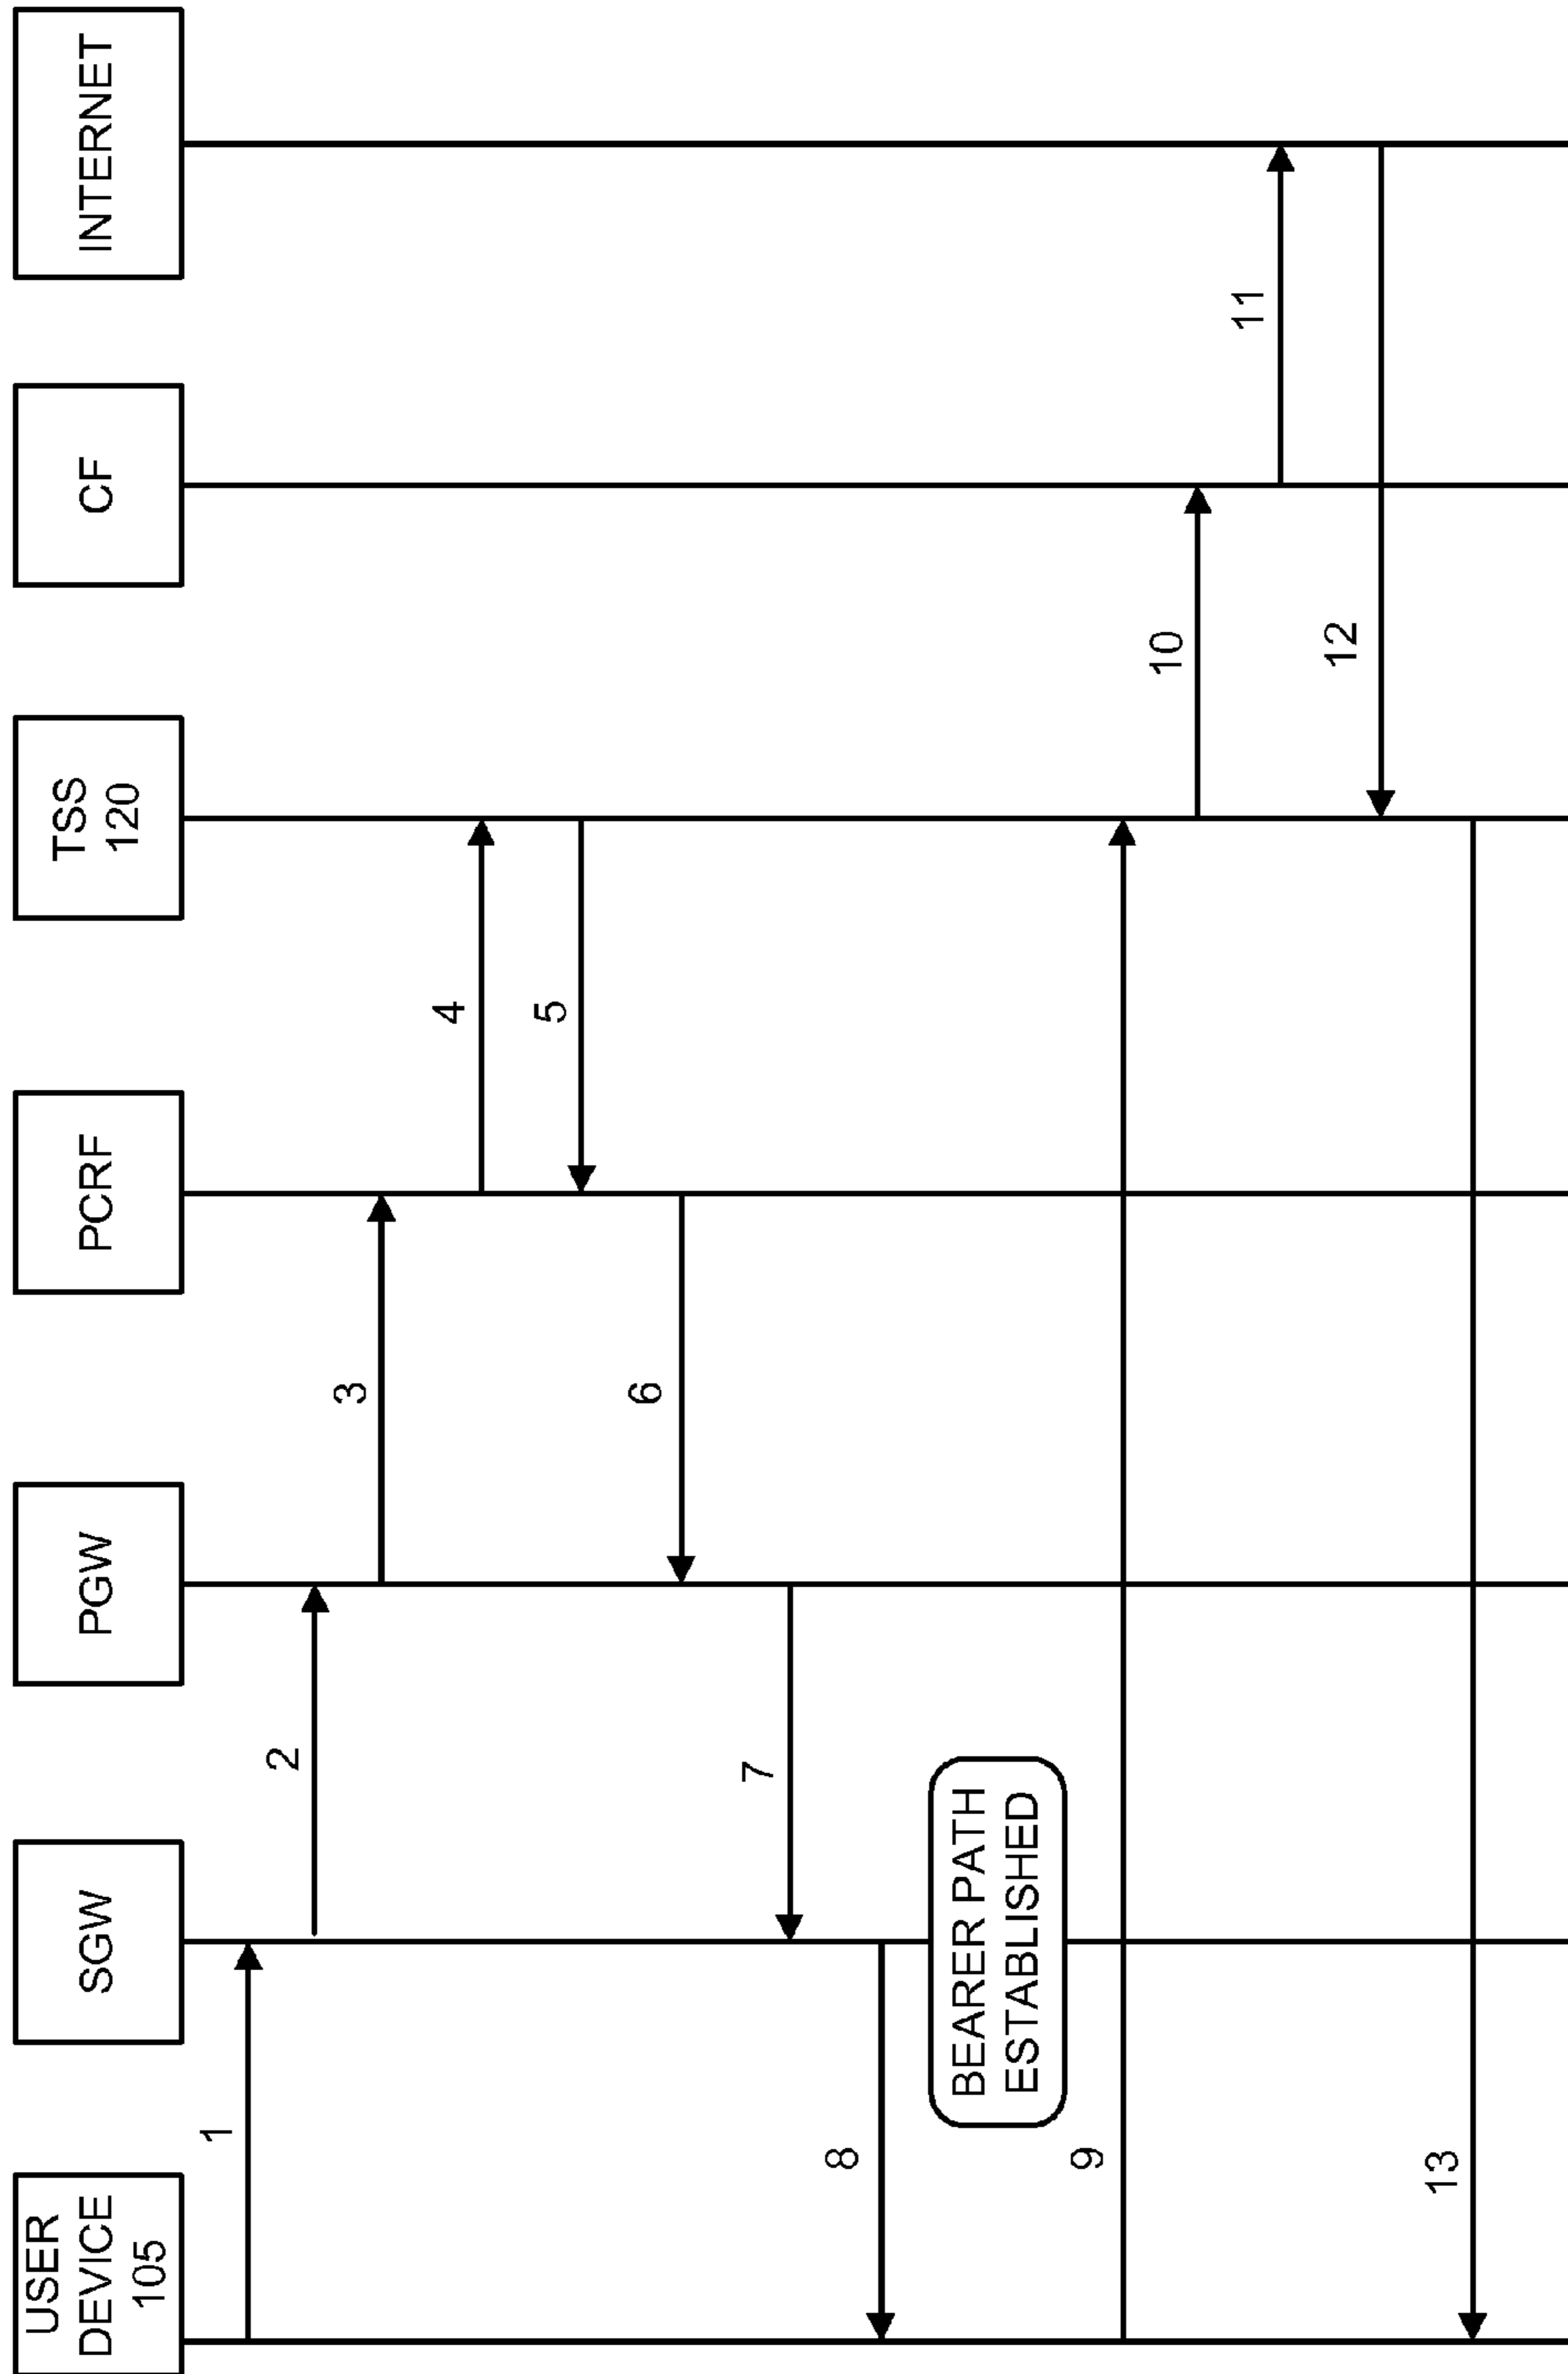 USER
DEVICE
105
SGW
PGW
PCRF
TSS
120
CF
INTERNET
1
2
3
4
5
6
7
8
BEARER PATH
ESTABLISHED
9
10
11
12
13